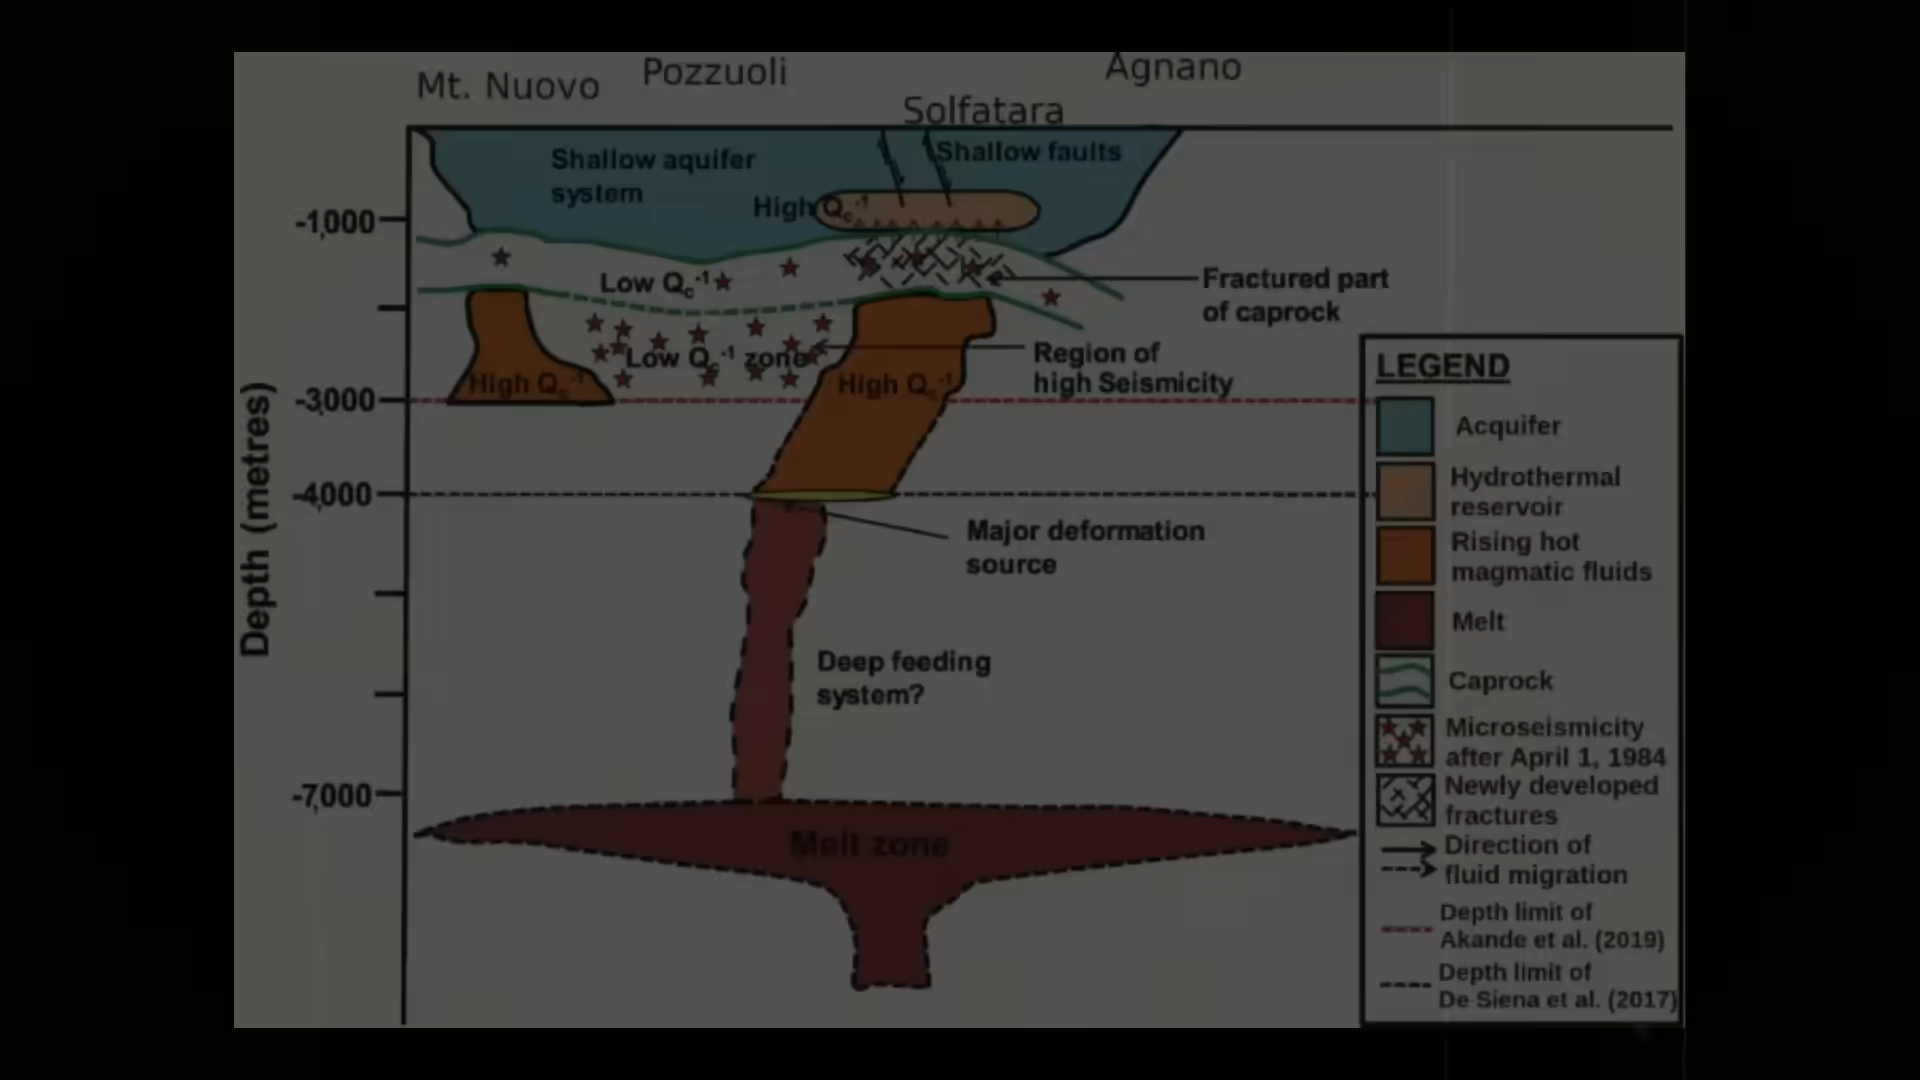 Mt. Nuovo
Pozzuoli
Solfatara
Agnano
Shallow aquifer
system
Shallow faults
High Qc-1
-1,000
Low Qc-1
Fractured part
of caprock
Low Qc-1 zone
Region of
high Seismicity
High Qc-1
High Qc-1
-3,000
-4000
Major deformation
source
Depth (metres)
Deep feeding
system?
-7,000
Melt zone
LEGEND
Acquifer
Hydrothermal
reservoir
Rising hot
magmatic fluids
Melt
Caprock
Microseismicity
after April 1, 1984
Newly developed
fractures
Direction of
fluid migration
Depth limit of
Akande et al. (2019)
Depth limit of
De Siena et al. (2017)